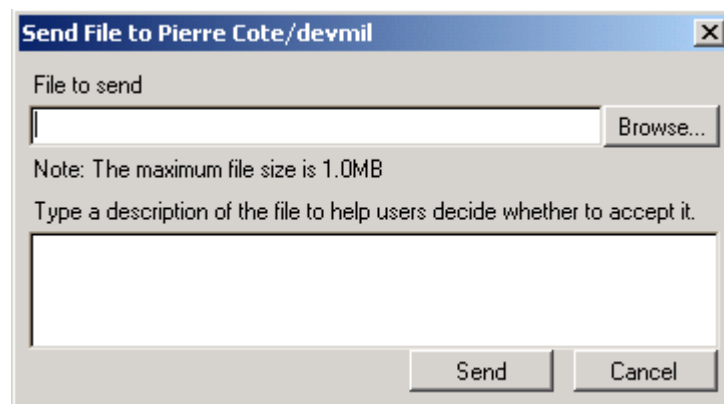 Send File to Pierre Cote/devmil
File to send
Browse...
Note: The maximum file size is 1.0MB
Type a description of the file to help users decide whether to accept it.
Send
Cancel